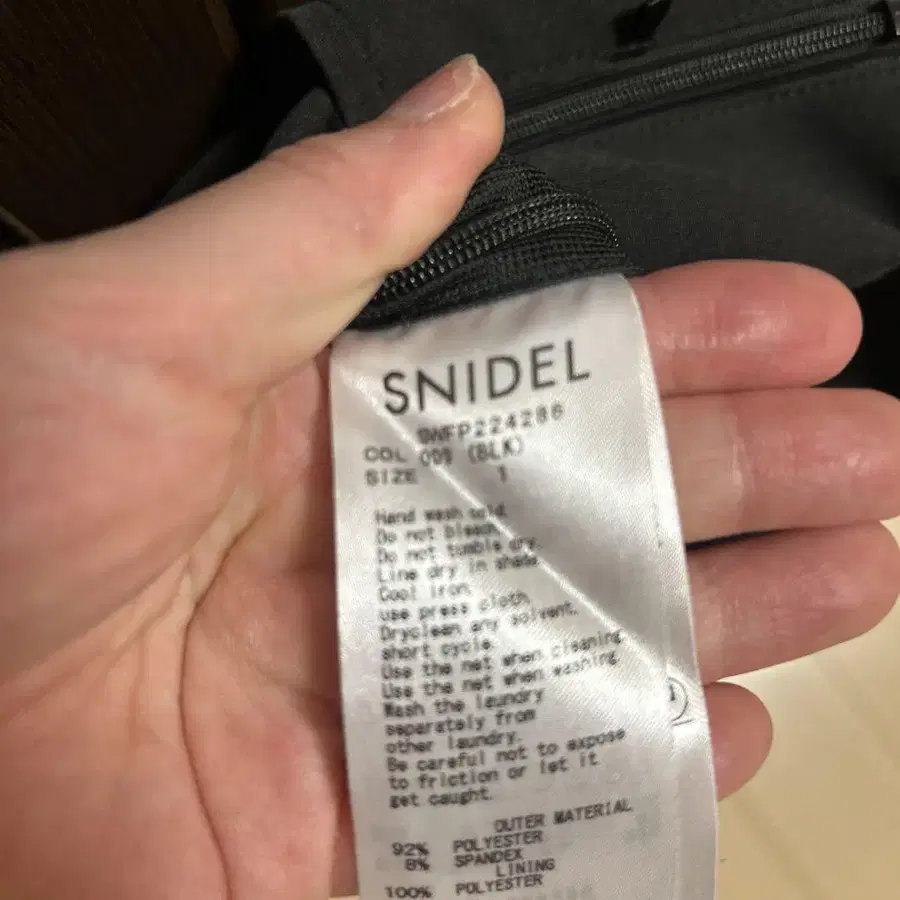 SNIDEL
SWFP224286
COL 009 (BLK)
SIZE 1
Hand wash cold
Do not bleach
Do not tumble dry
Line dry in shade
Cool iron
use press cloth
Dryclean any solvent.
short cycle
Use the net when cleaning
Use the net when washing
Wash the laundry
separately from
other laundry.
Be careful not to expose
to friction or let it
get caught.
OUTER MATERIAL
92% POLYESTER
8% SPANDEX
LINING
100% POLYESTER